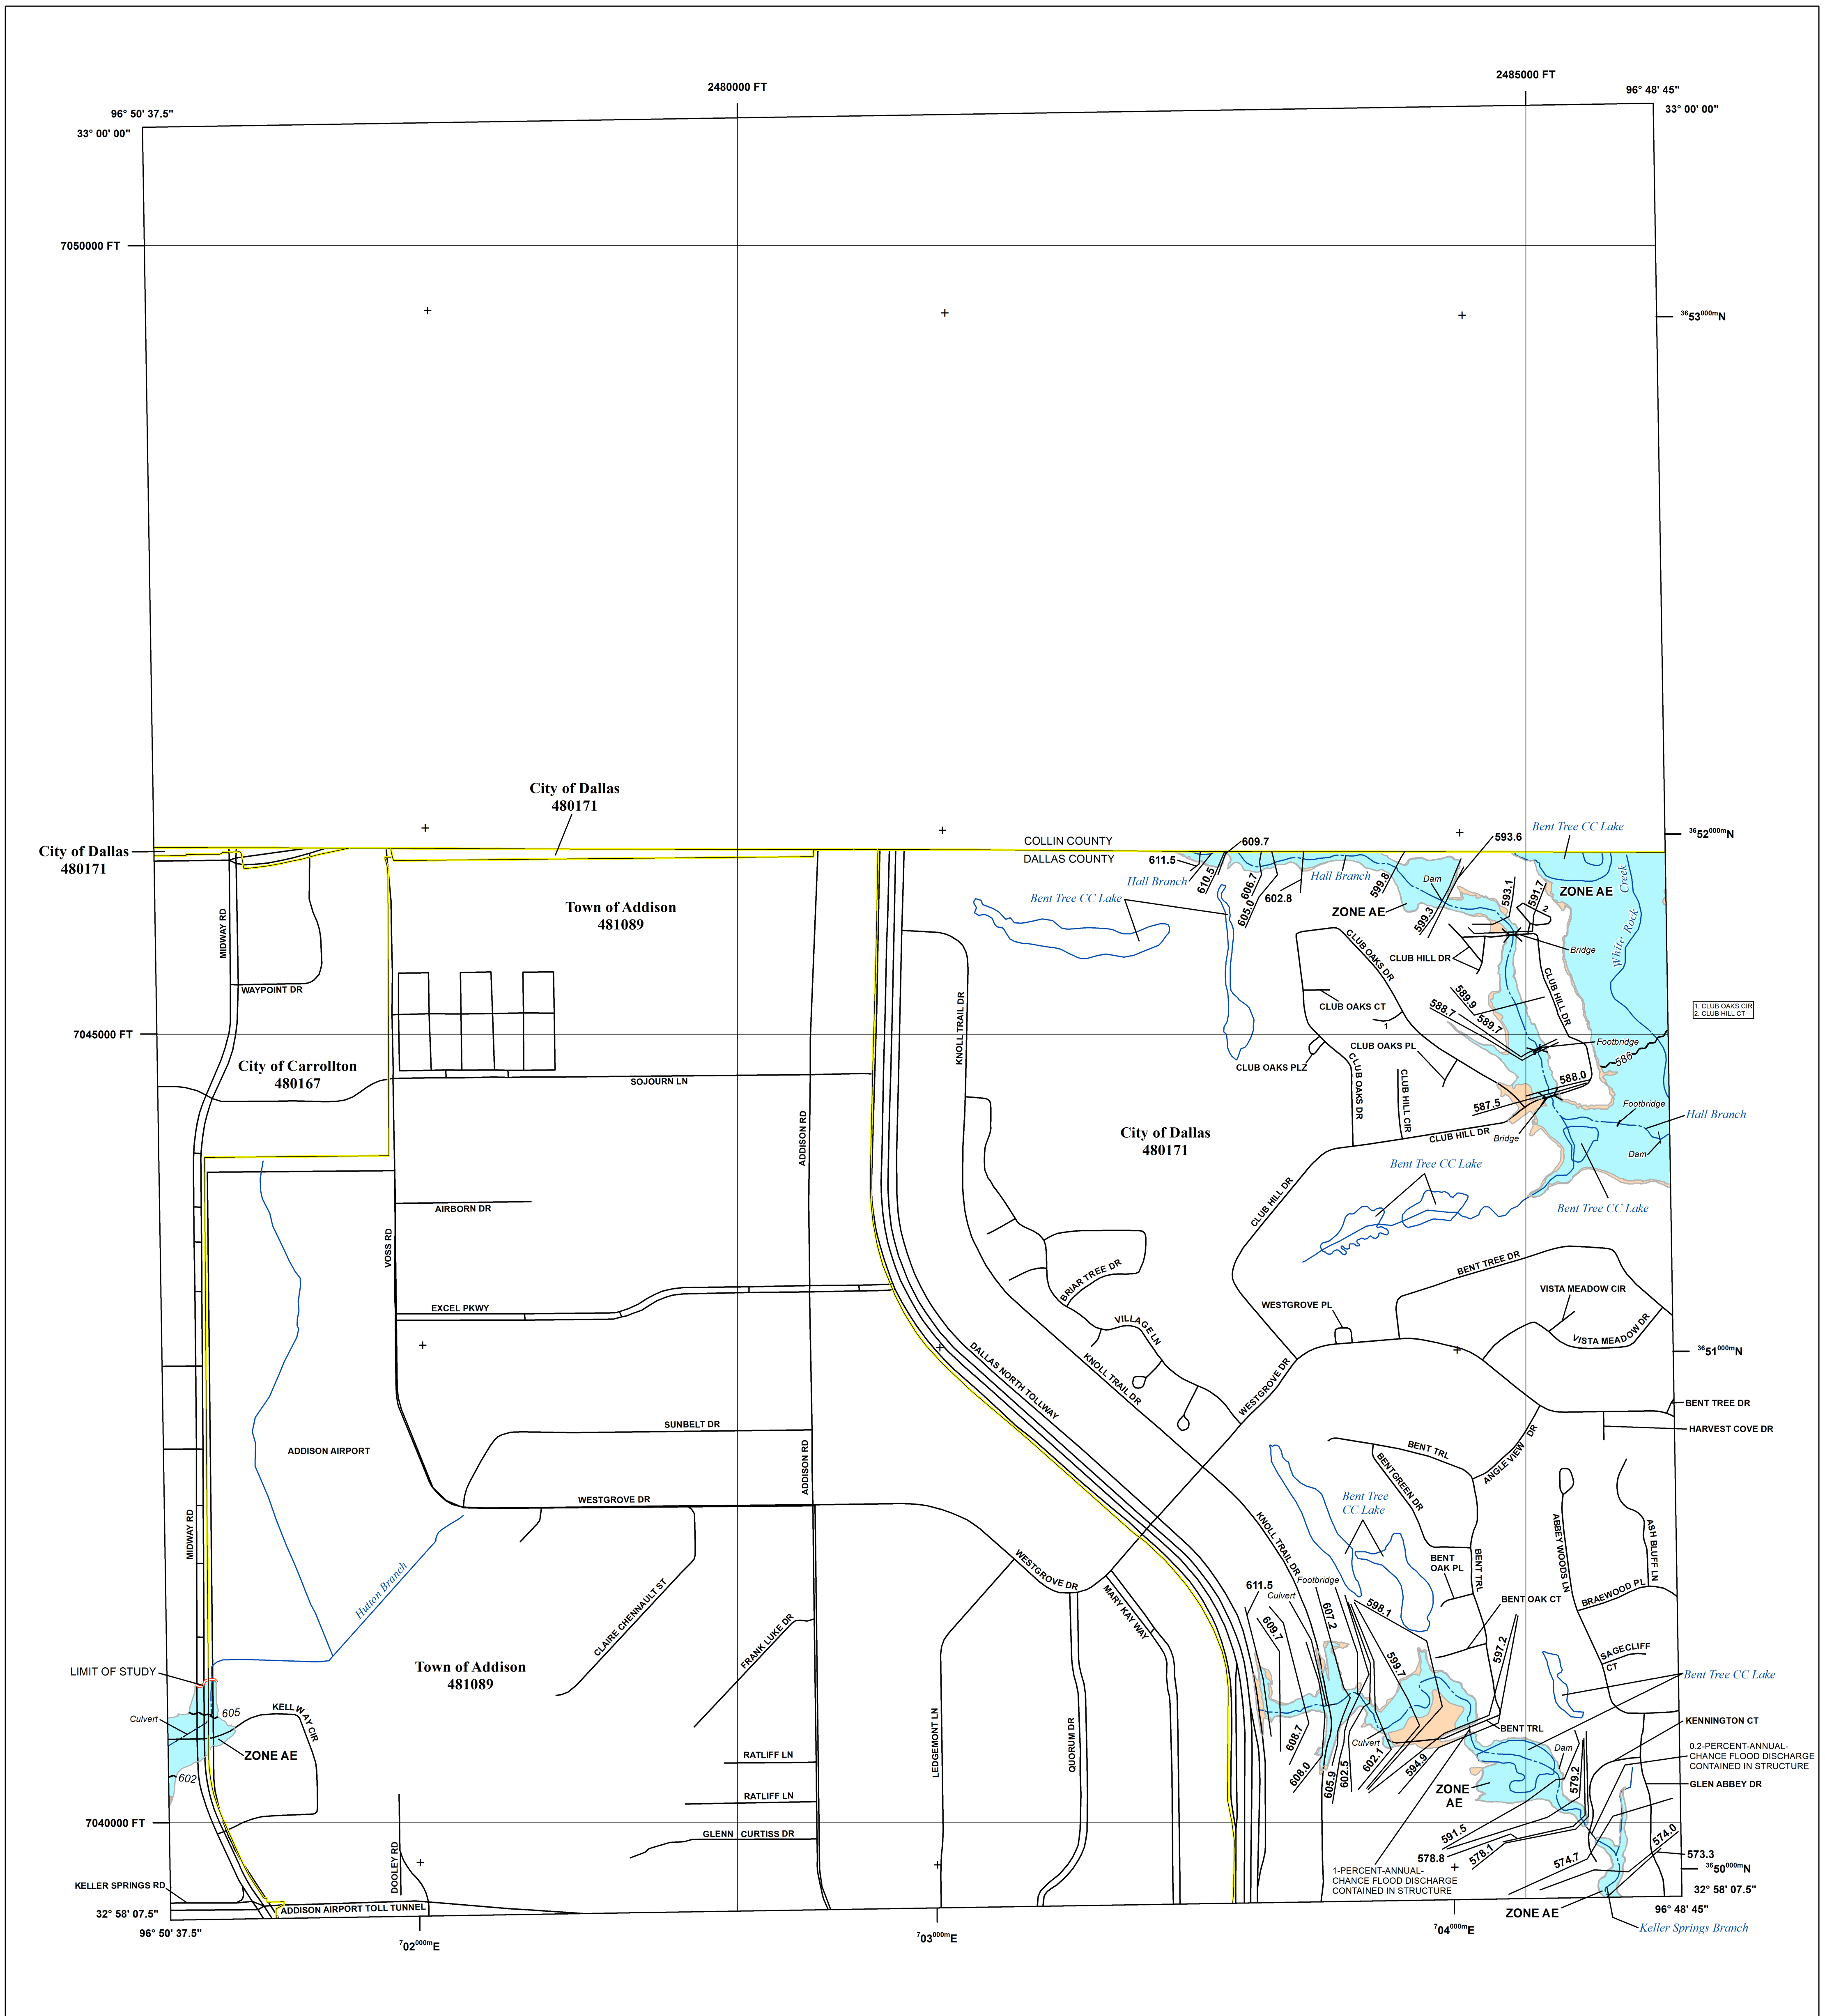 2480000 FT
2485000 FT
96° 50' 37.5"
33° 00' 00"
96° 48' 45"
33° 00' 00"
7050000 FT
3653000mN
City of Dallas
480171
City of Dallas
480171
COLLIN COUNTY
DALLAS COUNTY
609.7
593.6
Bent Tree CC Lake
3652000mN
611.5
610.5
606.7
605.0
602.8
Hall Branch
Hall Branch
599.8
599.3
Dam
593.1
591.7
2
ZONE AE
ZONE AE
White Rock
Creek
Bent Tree CC Lake
Town of Addison
481089
MIDWAY RD
WAYPOINT DR
KNOLL TRAIL DR
CLUB OAKS DR
CLUB HILL DR
Bridge
CLUB HILL DR
CLUB OAKS CT
1
589.9
588.7
589.7
1. CLUB OAKS CIR
2. CLUB HILL CT
7045000 FT
CLUB OAKS PL
Footbridge
586
City of Carrollton
480167
SOJOURN LN
CLUB OAKS PLZ
CLUB OAKS DR
CLUB HILL CIR
588.0
587.5
Footbridge
Hall Branch
ADDISON RD
City of Dallas
480171
CLUB HILL DR
Bridge
Dam
Bent Tree CC Lake
Bent Tree CC Lake
AIRBORN DR
VOSS RD
CLUB HILL DR
BENT TREE DR
BRIAR TREE DR
VISTA MEADOW CIR
EXCEL PKWY
WESTGROVE PL
VILLAGE LN
VISTA MEADOW DR
3651000mN
DALLAS NORTH TOLLWAY
KNOLL TRAIL DR
WESTGROVE DR
BENT TREE DR
SUNBELT DR
HARVEST COVE DR
ADDISON AIRPORT
ADDISON RD
BENT TRL
ANGLE VIEW DR
BENTGREEN DR
WESTGROVE DR
Bent Tree
CC Lake
MIDWAY RD
KNOLL TRAIL DR
ABBEY WOODS LN
ASH BLUFF LN
Hutton Branch
WESTGROVE DR
BENT
OAK PL
BENT TRL
CLAIRE CHENNAULT ST
MARY KAY WAY
611.5
Culvert
Footbridge
607.2
598.1
BRAEWOOD PL
BENT OAK CT
FRANK LUKE DR
609.7
597.2
SAGECLIFF
CT
LIMIT OF STUDY
Town of Addison
481089
599.7
Bent Tree CC Lake
605
KELLWAY CIR
Culvert
ZONE AE
LEDGEMONT LN
QUORUM DR
608.7
Culvert
BENT TRL
KENNINGTON CT
RATLIFF LN
602
608.0
605.9
602.5
602.1
594.9
Dam
579.2
0.2-PERCENT-ANNUAL-
CHANCE FLOOD DISCHARGE
CONTAINED IN STRUCTURE
ZONE
AE
GLEN ABBEY DR
RATLIFF LN
7040000 FT
GLENN CURTISS DR
591.5
578.8
578.1
574.7
574.0
573.3
DOOLEY RD
1-PERCENT-ANNUAL-
CHANCE FLOOD DISCHARGE
CONTAINED IN STRUCTURE
3650000mN
KELLER SPRINGS RD
32° 58' 07.5"
ADDISON AIRPORT TOLL TUNNEL
32° 58' 07.5"
96° 50' 37.5"
96° 48' 45"
ZONE AE
Keller Springs Branch
702000mE
703000mE
704000mE